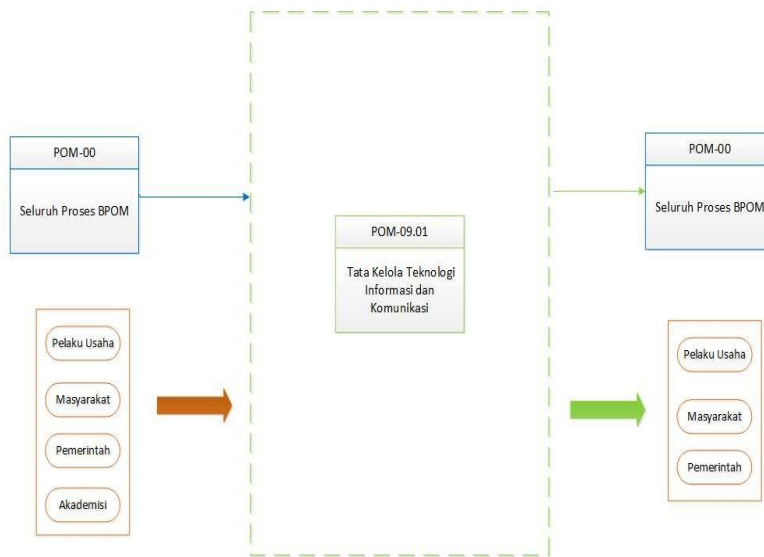 POM-00
Seluruh Proses BPOM
Pelaku Usaha
Masyarakat
Pemerintah
Akademisi
POM-09.01
Tata Kelola Teknologi
Informasi dan
Komunikasi
POM-00
Seluruh Proses BPOM
Pelaku Usaha
Masyarakat
Pemerintah